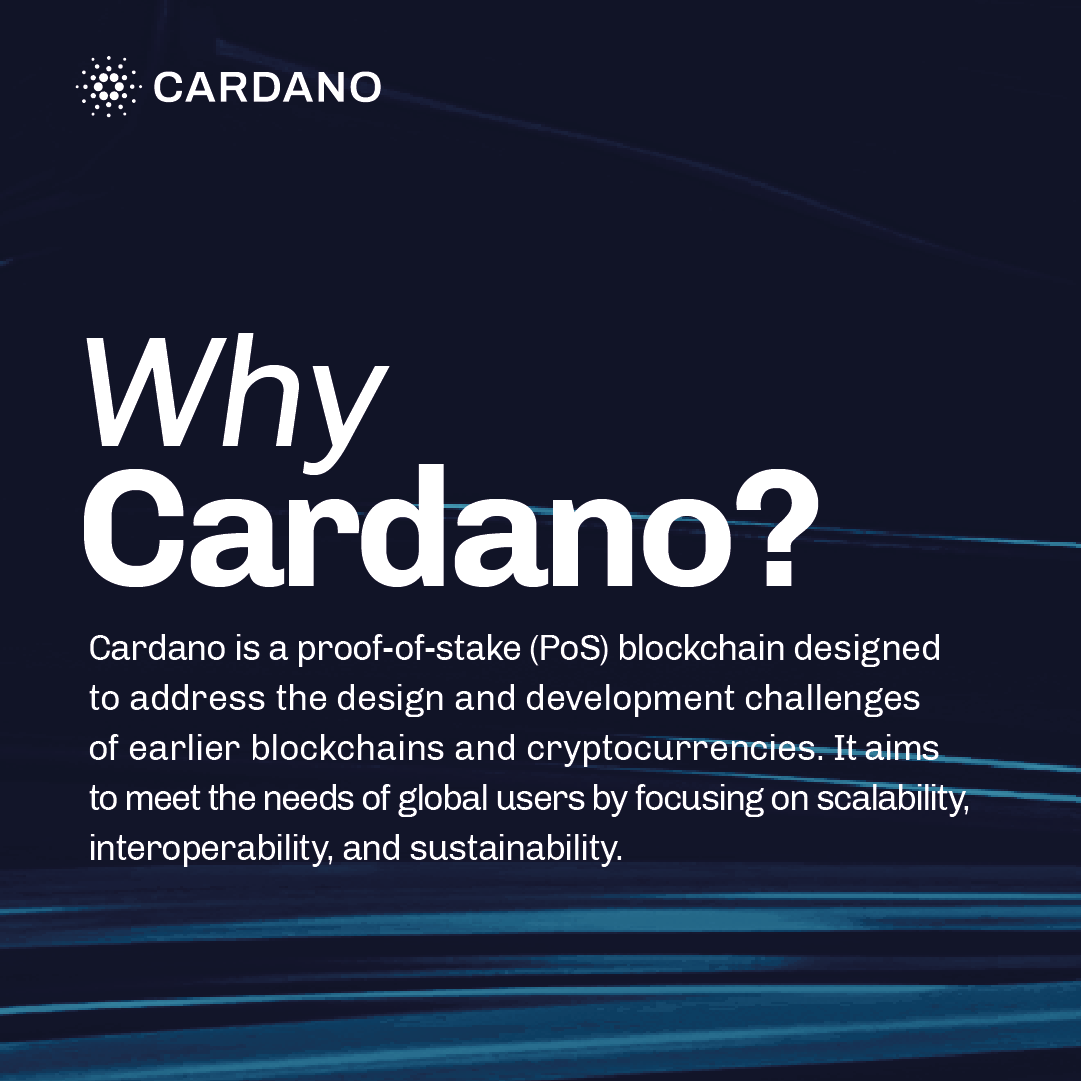 CARDANO
Why
Cardano?
Cardano is a proof-of-stake (PoS) blockchain designed
to address the design and development challenges
of earlier blockchains and cryptocurrencies. It aims
to meet the needs of global users by focusing on scalability,
interoperability, and sustainability.